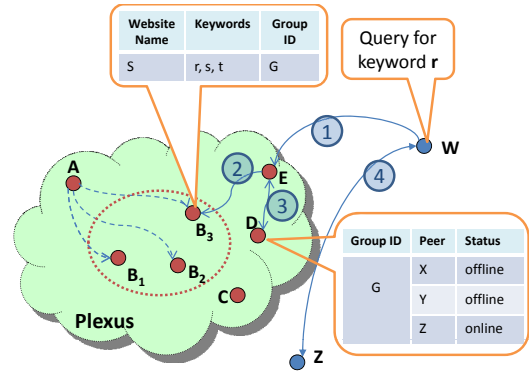 Website Name | Keywords | Group ID
S | r, s, t | G
Query for keyword r
1
W
2
4
A
E
3
B3
D
B1
B2
C
Plexus
Z
Group ID | Peer | Status
G | X | offline
Y | offline
Z | online